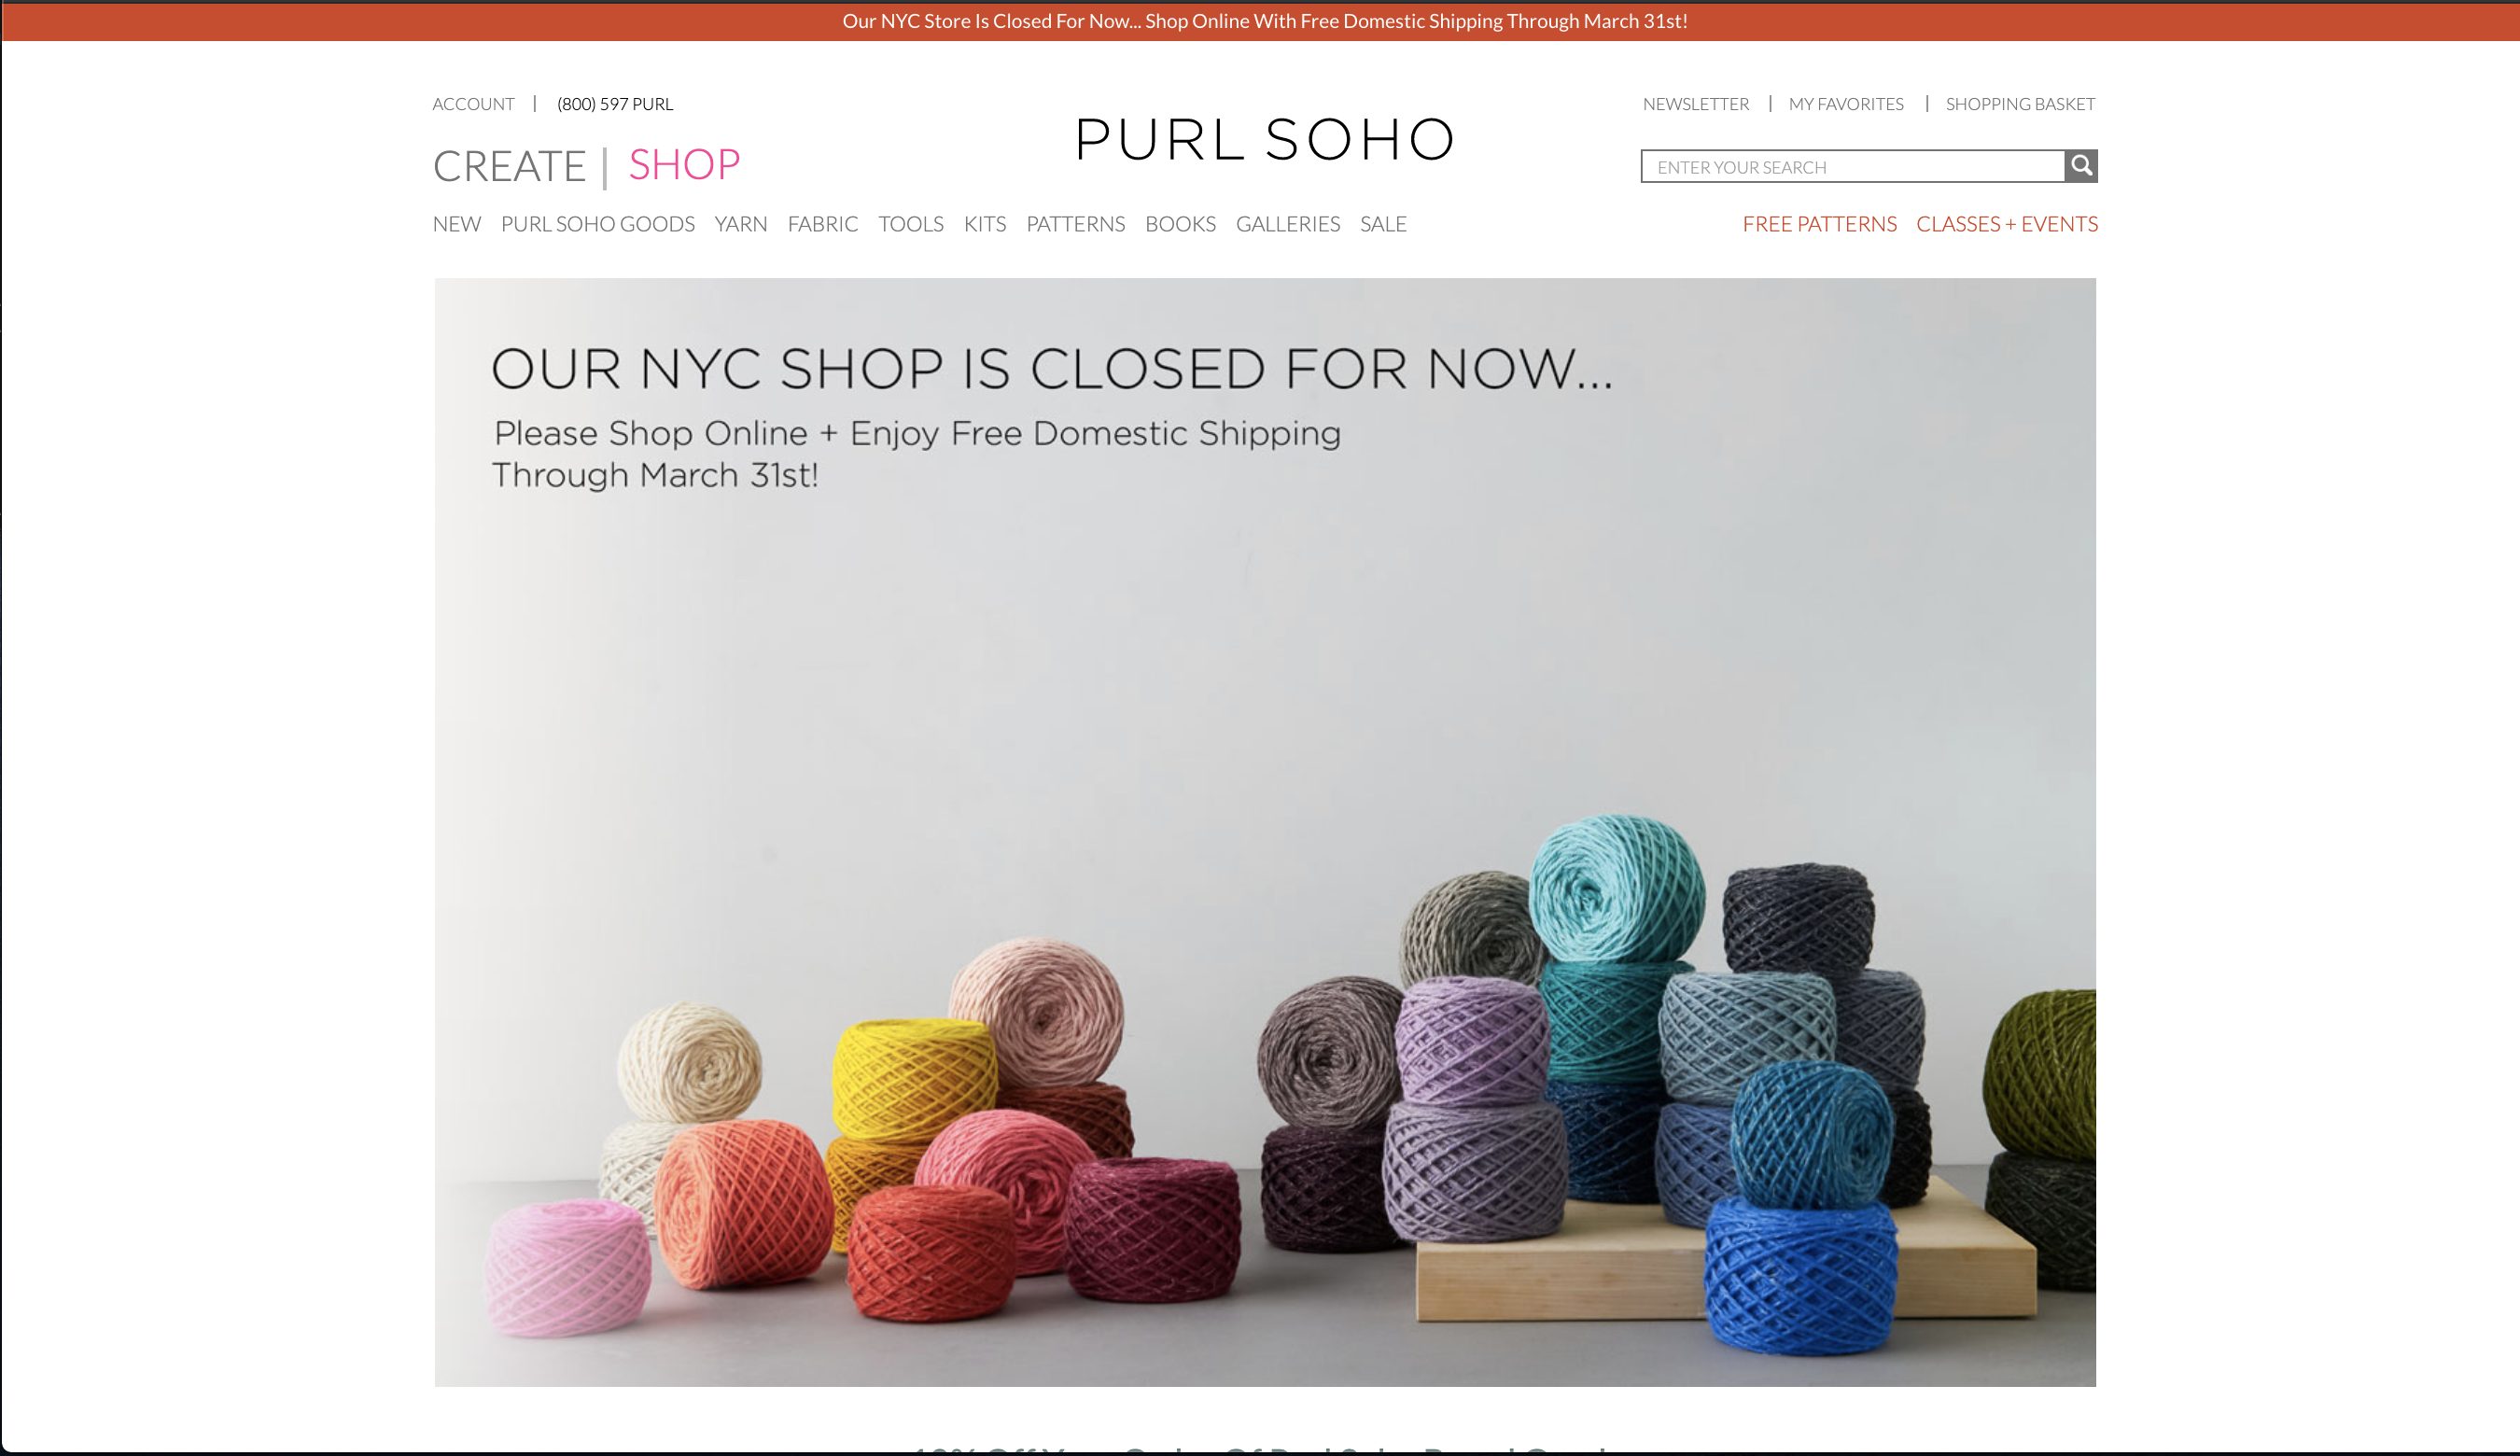 Our NYC Store Is Closed For Now... Shop Online With Free Domestic Shipping Through March 31st!
ACCOUNT | (800) 597 PURL
NEWSLETTER | MY FAVORITES | SHOPPING BASKET
CREATE | SHOP
PURL SOHO
ENTER YOUR SEARCH
NEW PURL SOHO GOODS YARN FABRIC TOOLS KITS PATTERNS BOOKS GALLERIES SALE
FREE PATTERNS CLASSES + EVENTS
OUR NYC SHOP IS CLOSED FOR NOW...
Please Shop Online + Enjoy Free Domestic Shipping
Through March 31st!